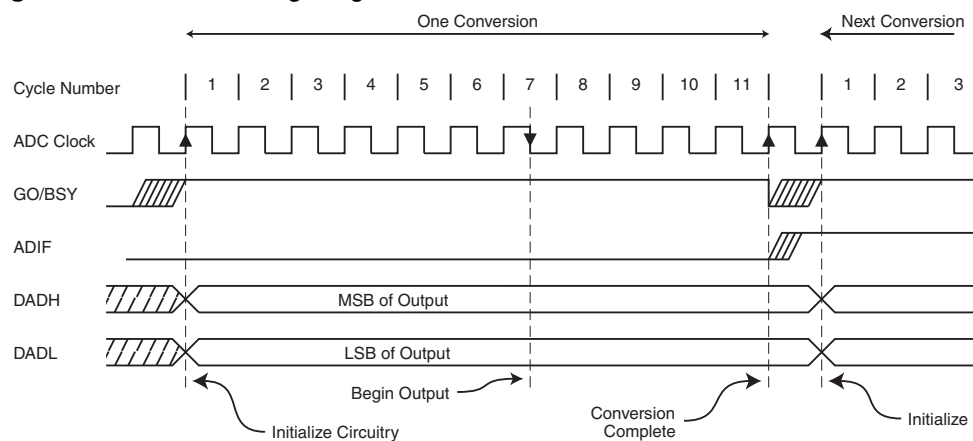 One Conversion Next Conversion
Cycle Number 1 2 3 4 5 6 7 8 9 10 11 1 2 3
ADC Clock
GO/BSY
ADIF
DADH MSB of Output
DADL LSB of Output
Begin Output
Initialize Circuitry
Conversion
Complete
Initialize